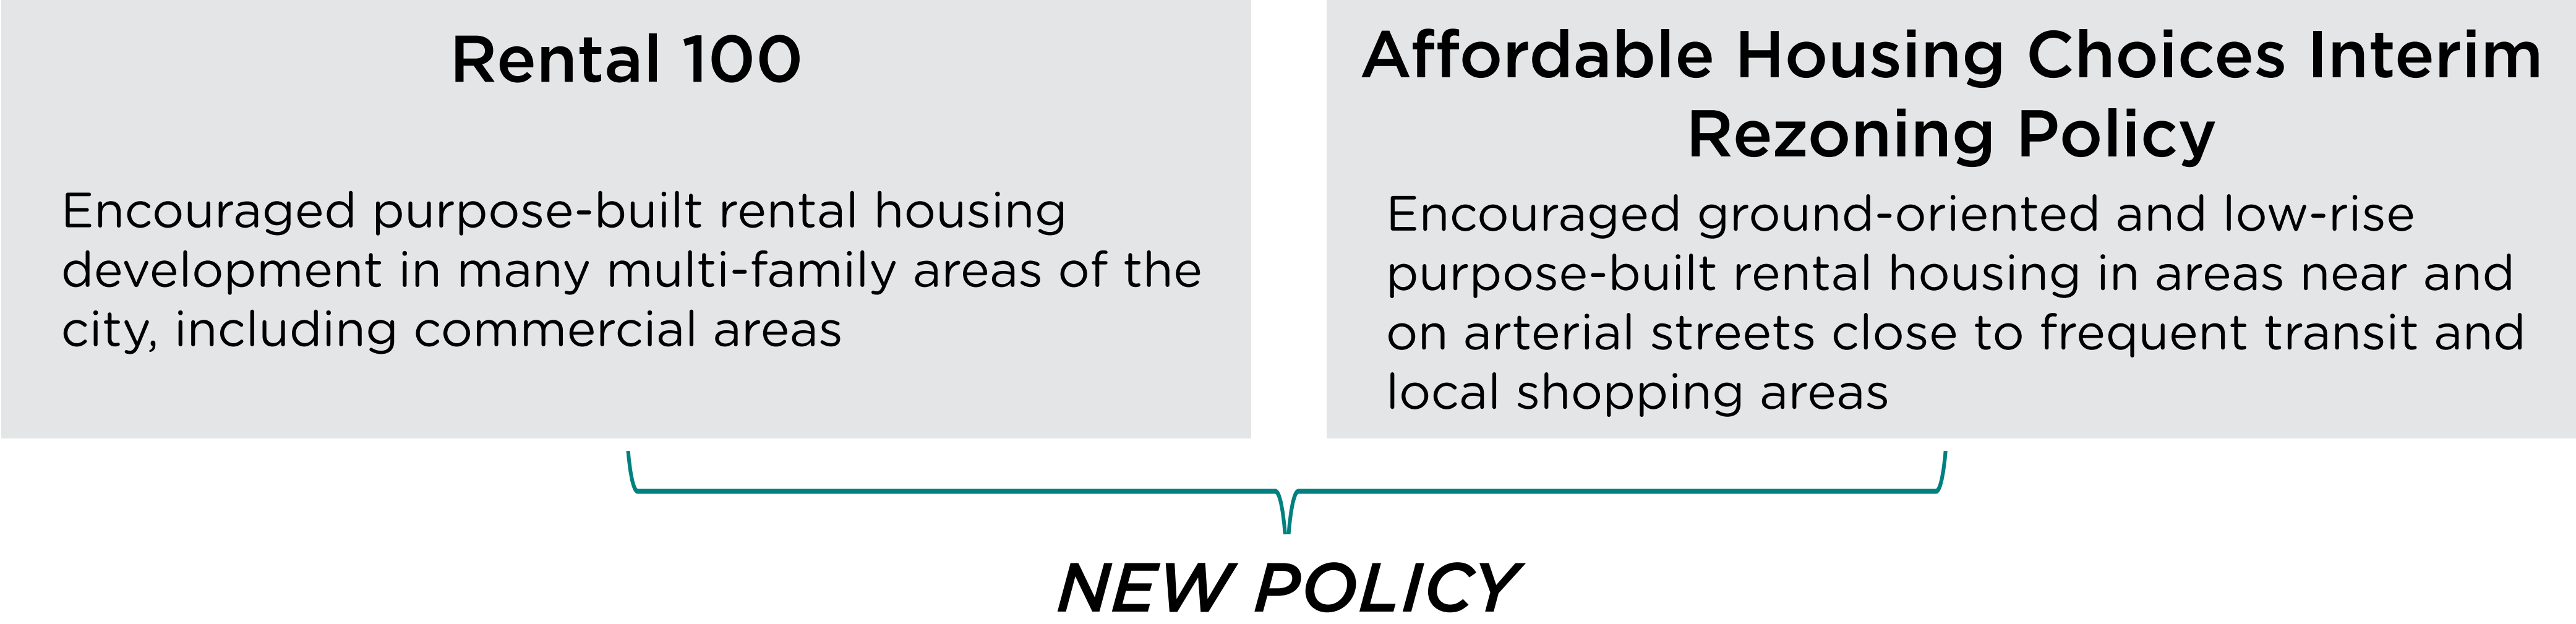 Rental 100
Encouraged purpose-built rental housing
development in many multi-family areas of the
city, including commercial areas
Affordable Housing Choices Interim
Rezoning Policy
Encouraged ground-oriented and low-rise
purpose-built rental housing in areas near and
on arterial streets close to frequent transit and
local shopping areas
NEW POLICY